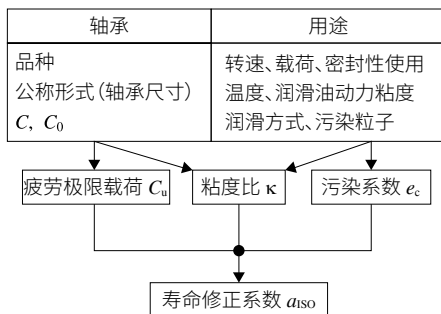 轴承
用途
品种
公称形式(轴承尺寸)
C, C₀
转速、载荷、密封性使用
温度、润滑油动力粘度
润滑方式、污染粒子
疲劳极限载荷 Cᵤ
粘度比 κ
污染系数 e_c
寿命修正系数 a_ISO